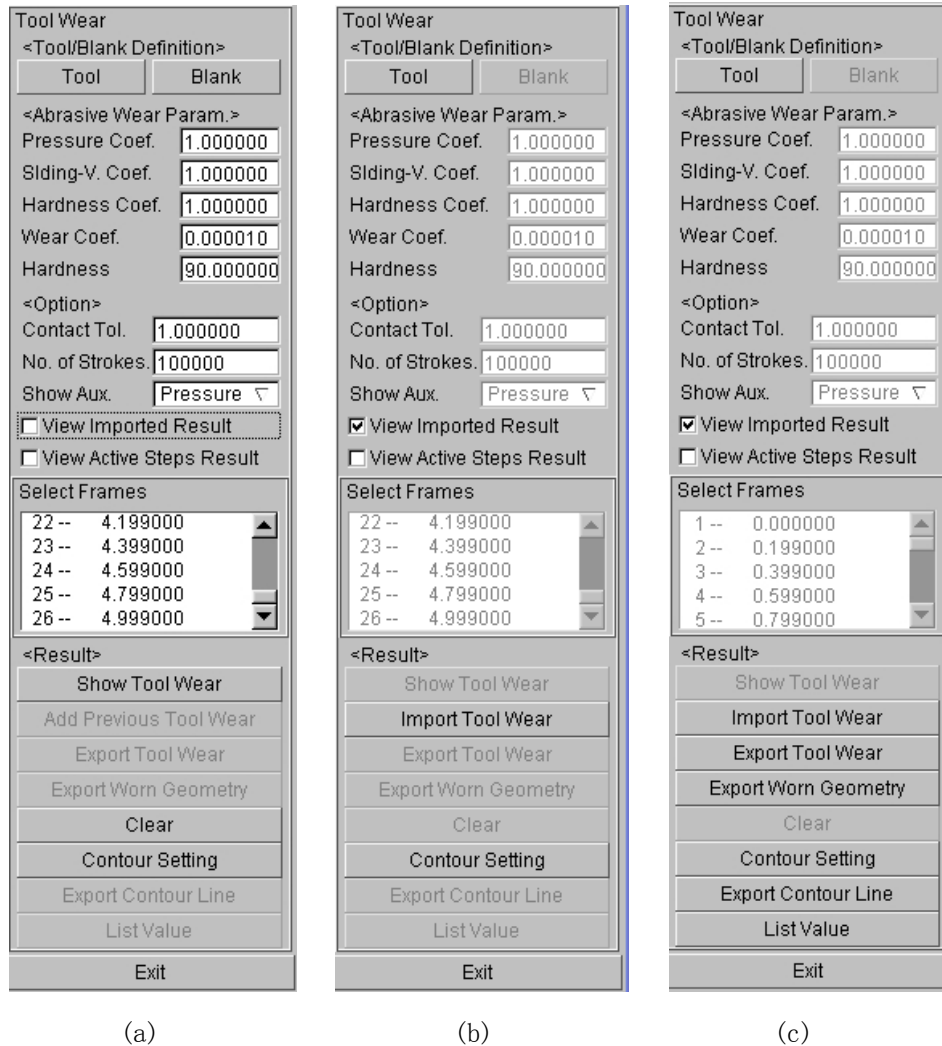 Tool Wear
<Tool/Blank Definition>
Tool Blank
<Abrasive Wear Param.>
Pressure Coef. 1.000000
Slding-V. Coef. 1.000000
Hardness Coef. 1.000000
Wear Coef. 0.000010
Hardness 90.000000
<Option>
Contact Tol. 1.000000
No. of Strokes. 100000
Show Aux. Pressure
View Imported Result
View Active Steps Result
Select Frames
22 -- 4.199000
23 -- 4.399000
24 -- 4.599000
25 -- 4.799000
26 -- 4.999000
<Result>
Show Tool Wear
Add Previous Tool Wear
Export Tool Wear
Export Worn Geometry
Clear
Contour Setting
Export Contour Line
List Value
Exit
(a)
Tool Wear
<Tool/Blank Definition>
Tool Blank
<Abrasive Wear Param.>
Pressure Coef. 1.000000
Slding-V. Coef. 1.000000
Hardness Coef. 1.000000
Wear Coef. 0.000010
Hardness 90.000000
<Option>
Contact Tol. 1.000000
No. of Strokes. 100000
Show Aux. Pressure
View Imported Result
View Active Steps Result
Select Frames
22 -- 4.199000
23 -- 4.399000
24 -- 4.599000
25 -- 4.799000
26 -- 4.999000
<Result>
Show Tool Wear
Import Tool Wear
Export Tool Wear
Export Worn Geometry
Clear
Contour Setting
Export Contour Line
List Value
Exit
(b)
Tool Wear
<Tool/Blank Definition>
Tool Blank
<Abrasive Wear Param.>
Pressure Coef. 1.000000
Slding-V. Coef. 1.000000
Hardness Coef. 1.000000
Wear Coef. 0.000010
Hardness 90.000000
<Option>
Contact Tol. 1.000000
No. of Strokes. 100000
Show Aux. Pressure
View Imported Result
View Active Steps Result
Select Frames
1 -- 0.000000
2 -- 0.199000
3 -- 0.399000
4 -- 0.599000
5 -- 0.799000
<Result>
Show Tool Wear
Import Tool Wear
Export Tool Wear
Export Worn Geometry
Clear
Contour Setting
Export Contour Line
List Value
Exit
(c)